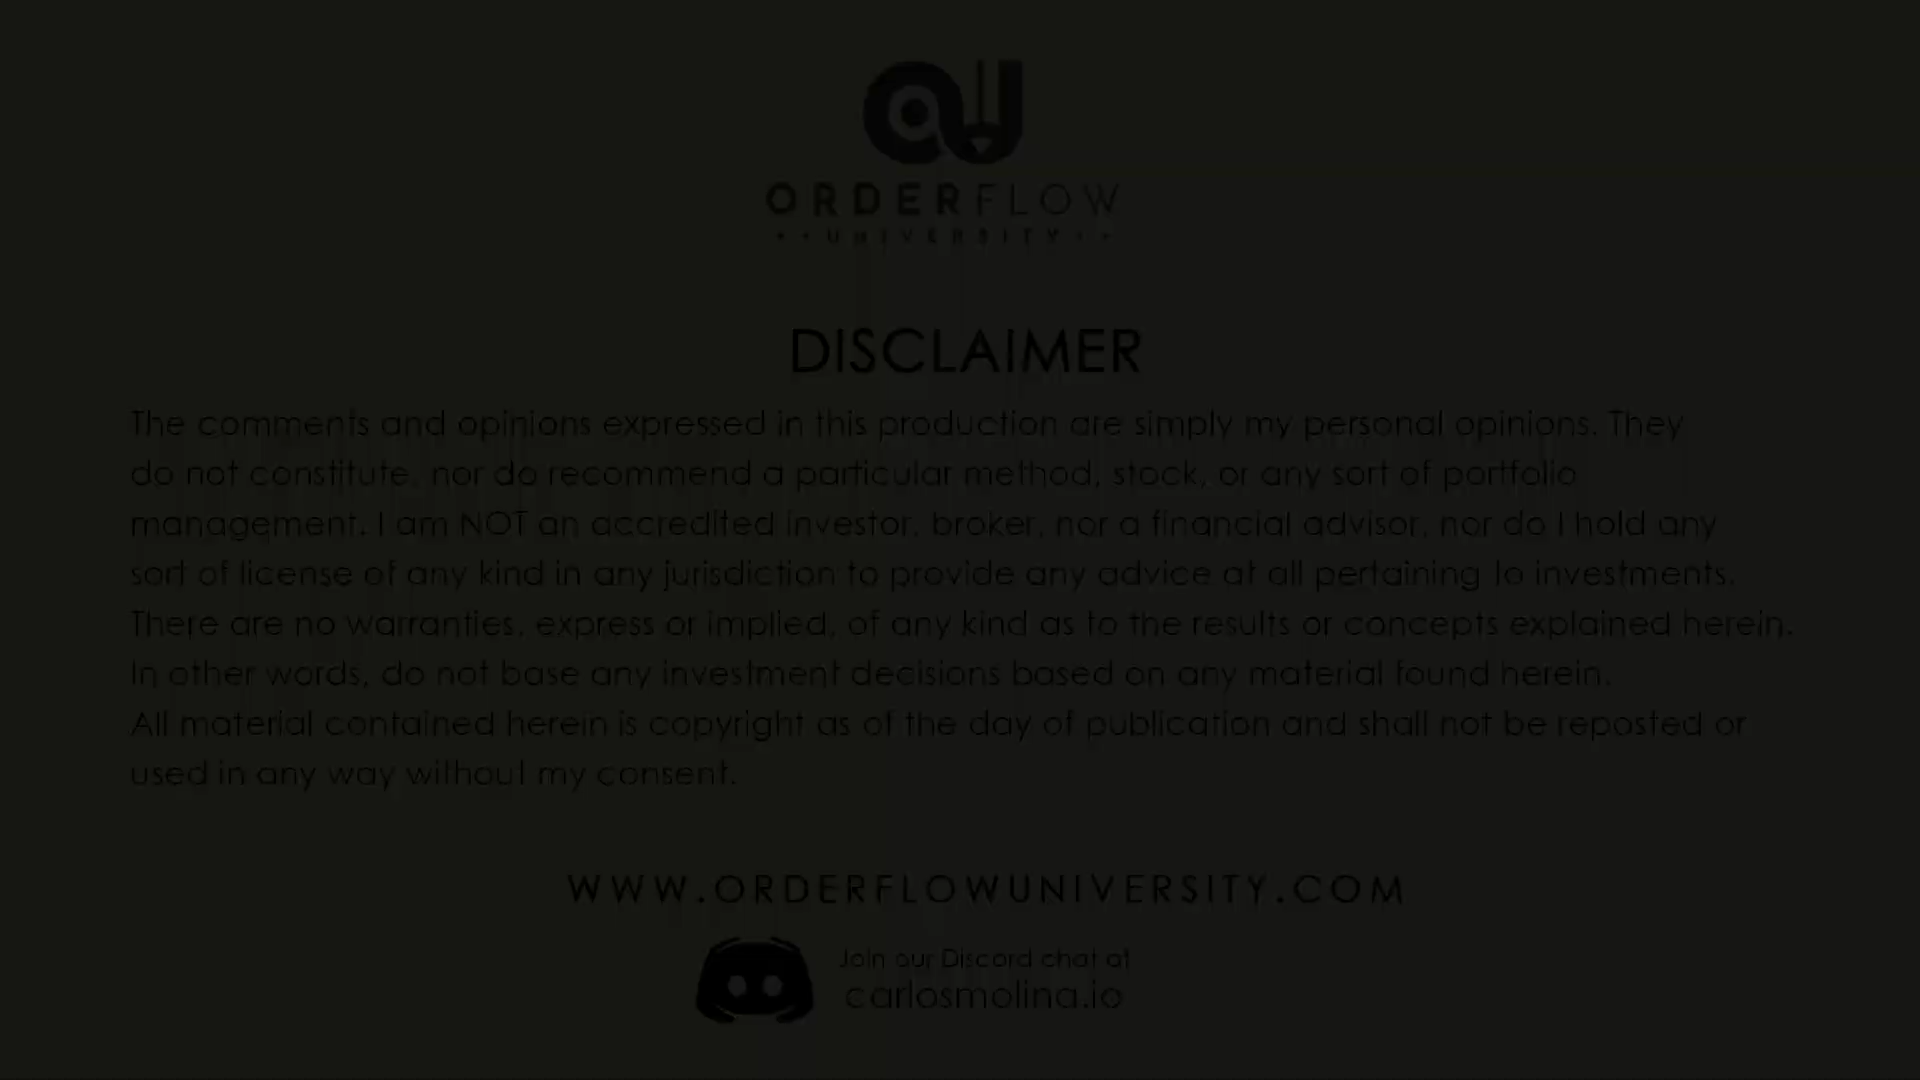 ORDERFLOW
UNIVERSITY
DISCLAIMER
The comments and opinions expressed in this production are simply my personal opinions. They
do not constitute, nor do recommend a particular method, stock, or any sort of portfolio
management. I am NOT an accredited investor, broker, nor a financial advisor, nor do I hold any
sort of license of any kind in any jurisdiction to provide any advice at all pertaining to investments.
There are no warranties, express or implied, of any kind as to the results or concepts explained herein.
In other words, do not base any investment decisions based on any material found herein.
All material contained herein is copyright as of the day of publication and shall not be reposted or
used in any way without my consent.
WWW.ORDERFLOWUNIVERSITY.COM
Join our Discord chat at
carlosmolina.io